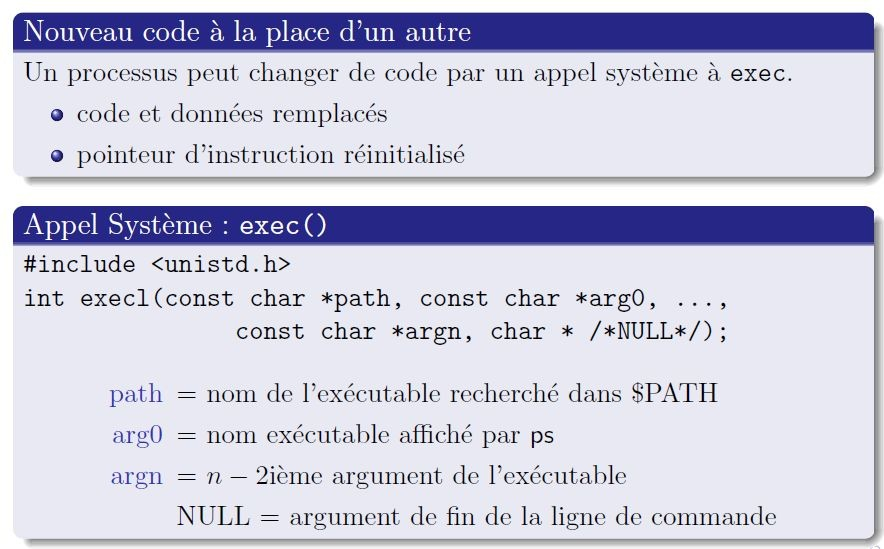 Nouveau code à la place d'un autre
Un processus peut changer de code par un appel système à exec.
code et données remplacés
pointeur d'instruction réinitialisé
Appel Système : exec()
#include <unistd.h>
int execl(const char *path, const char *arg0, ...,
const char *argn, char * /*NULL*/);
path = nom de l'exécutable recherché dans $PATH
arg0 = nom exécutable affiché par ps
argn = n − 2ième argument de l'exécutable
NULL = argument de fin de la ligne de commande